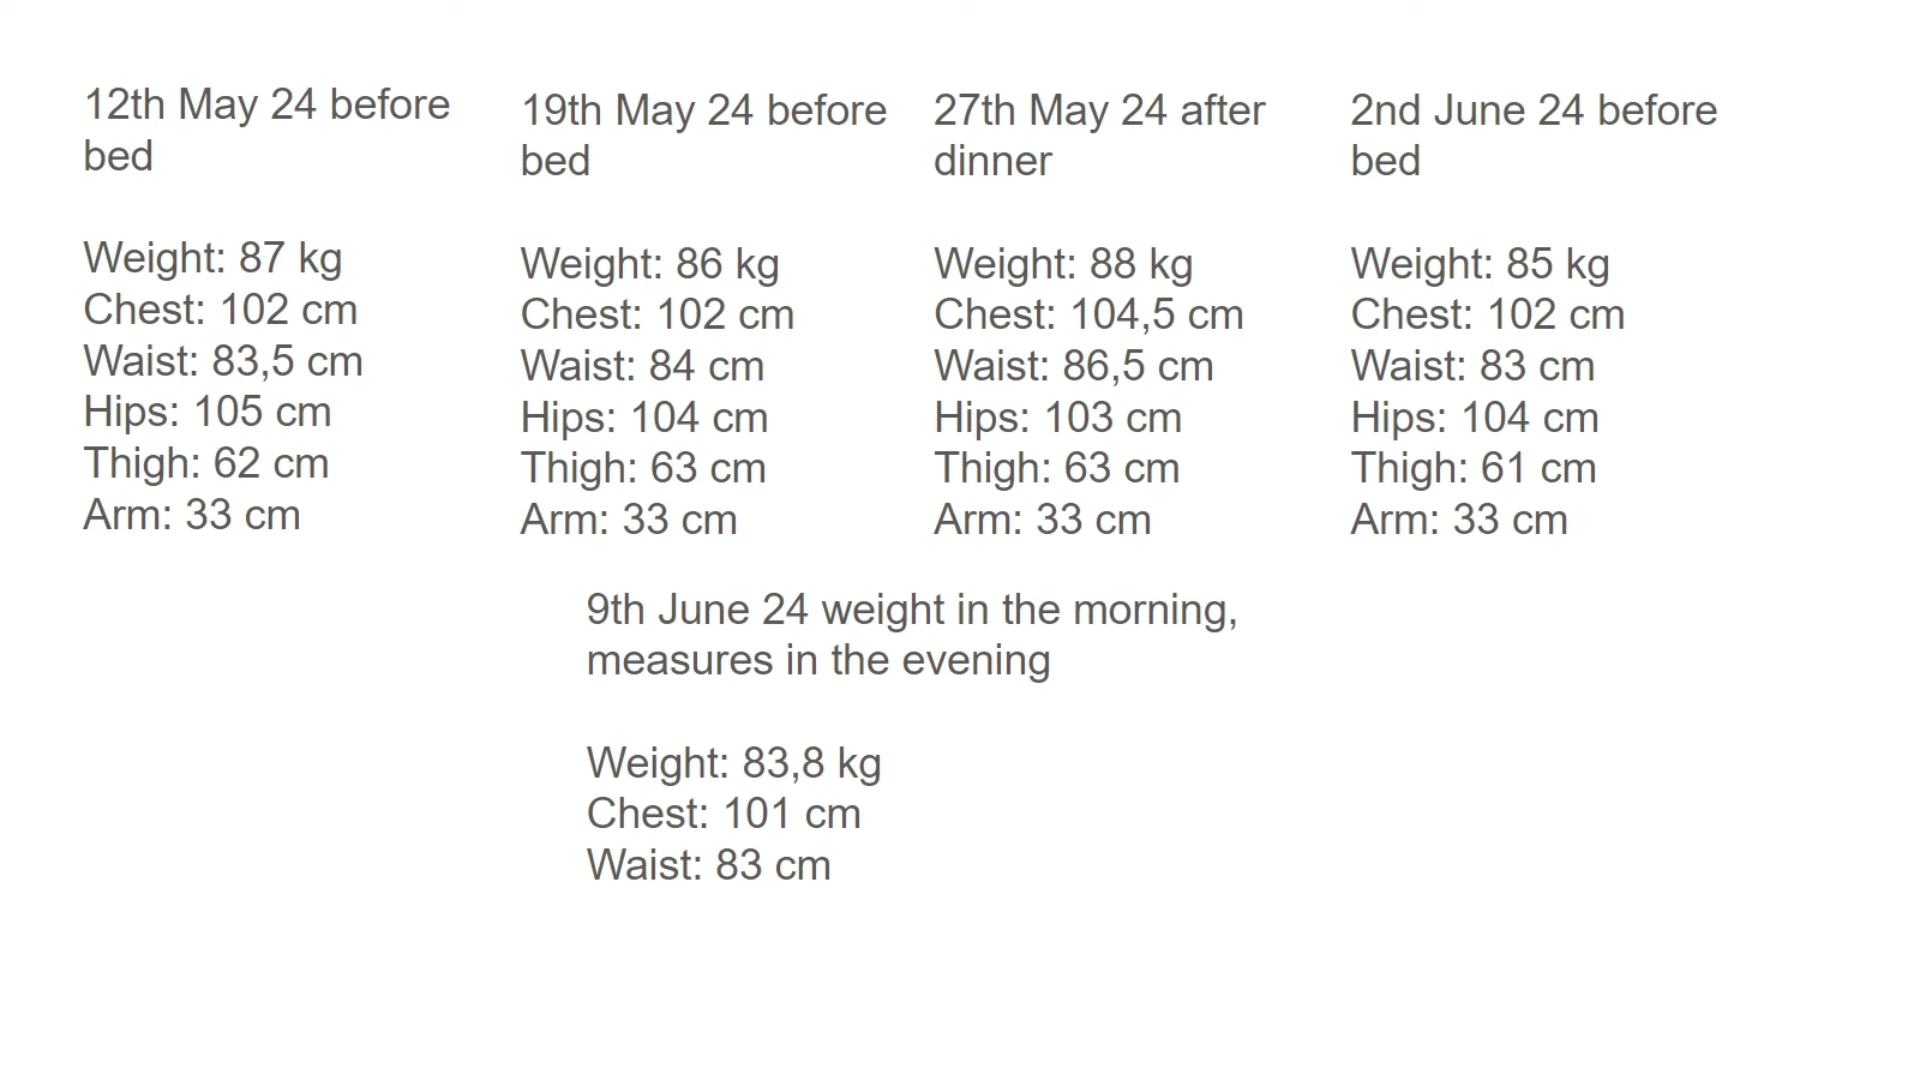 12th May 24 before
bed
Weight: 87 kg
Chest: 102 cm
Waist: 83,5 cm
Hips: 105 cm
Thigh: 62 cm
Arm: 33 cm
19th May 24 before
bed
Weight: 86 kg
Chest: 102 cm
Waist: 84 cm
Hips: 104 cm
Thigh: 63 cm
Arm: 33 cm
27th May 24 after
dinner
Weight: 88 kg
Chest: 104,5 cm
Waist: 86,5 cm
Hips: 103 cm
Thigh: 63 cm
Arm: 33 cm
2nd June 24 before
bed
Weight: 85 kg
Chest: 102 cm
Waist: 83 cm
Hips: 104 cm
Thigh: 61 cm
Arm: 33 cm
9th June 24 weight in the morning,
measures in the evening
Weight: 83,8 kg
Chest: 101 cm
Waist: 83 cm